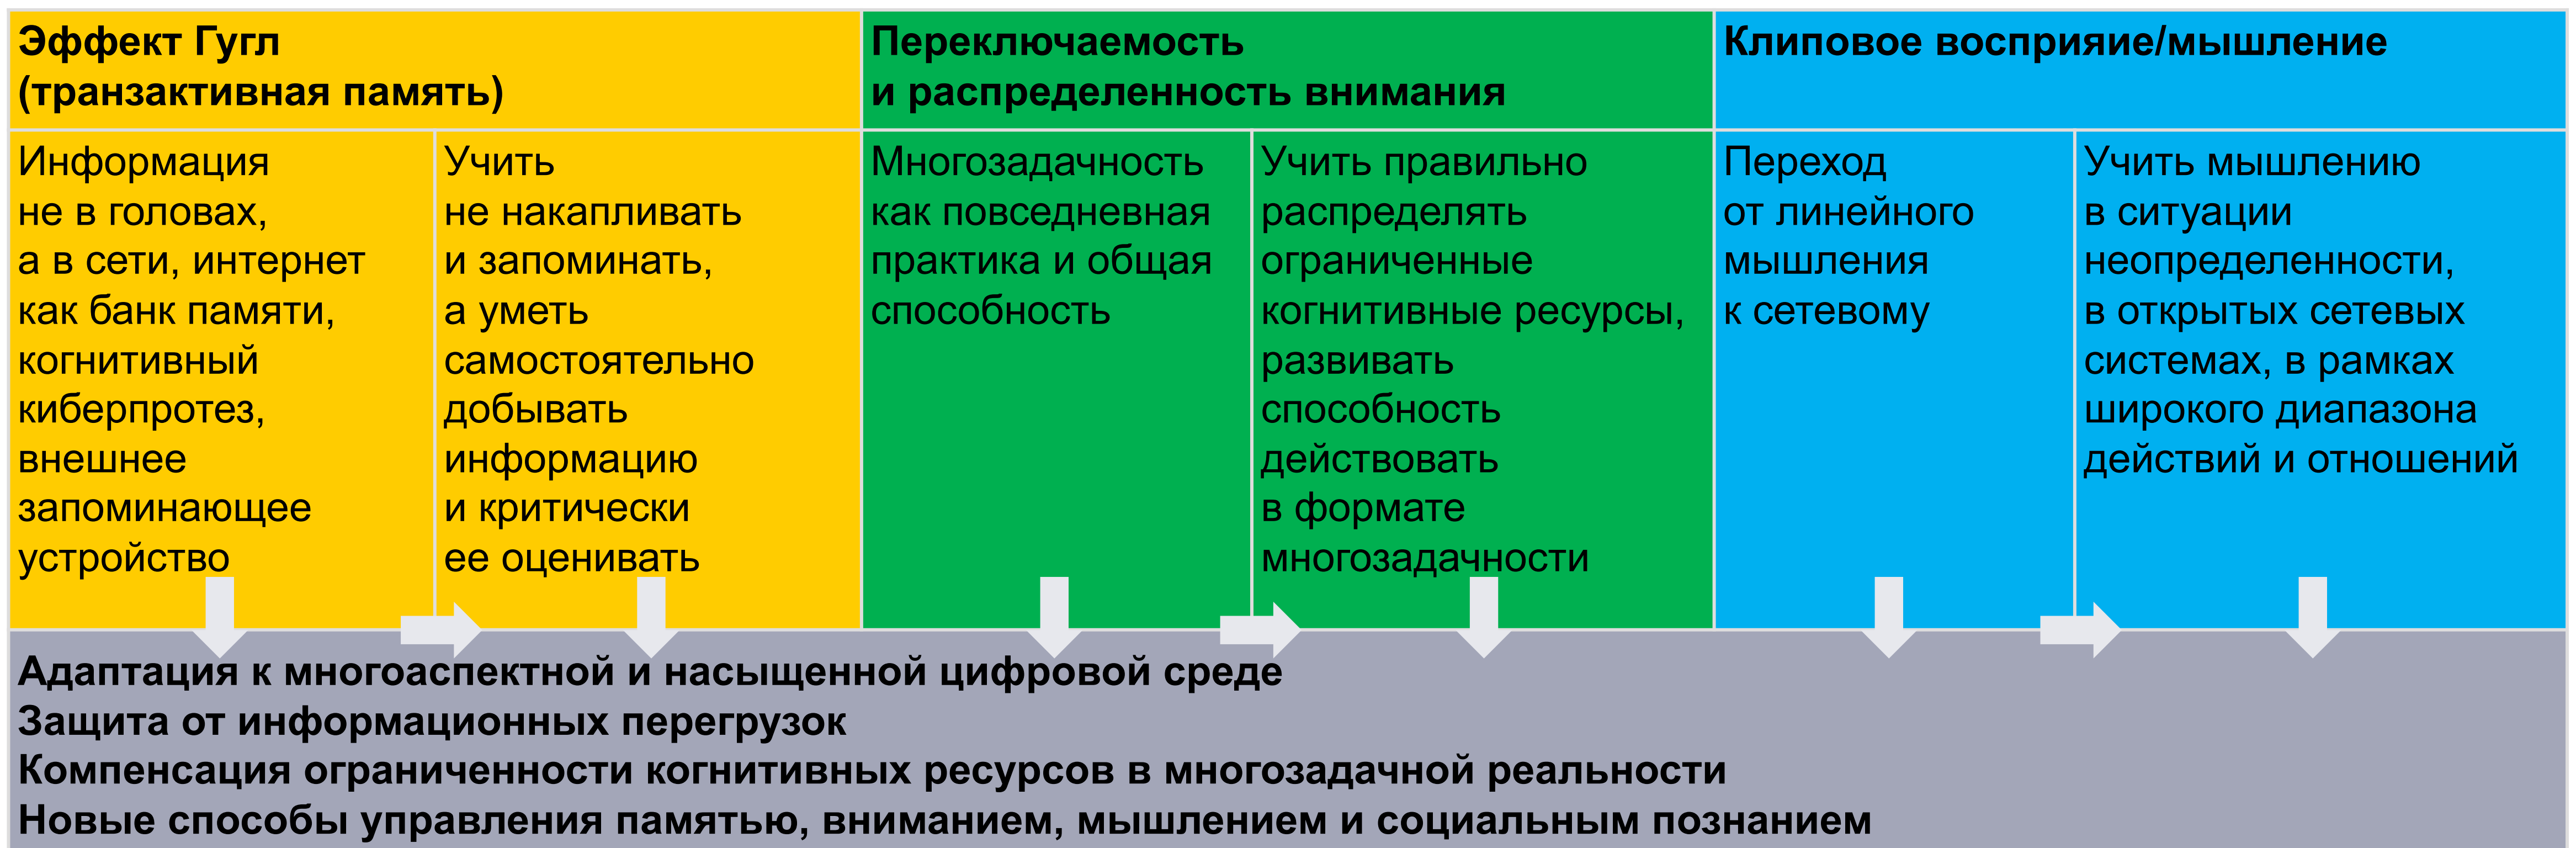 Эффект Гугл
(транзактивная память)
Переключаемость
и распределенность внимания
Клиповое восприяие/мышление
Информация
не в головах,
а в сети, интернет
как банк памяти,
когнитивный
киберпротез,
внешнее
запоминающее
устройство
Учить
не накапливать
и запоминать,
а уметь
самостоятельно
добывать
информацию
и критически
ее оценивать
Многозадачность
как повседневная
практика и общая
способность
Учить правильно
распределять
ограниченные
когнитивные ресурсы,
развивать
способность
действовать
в формате
многозадачности
Переход
от линейного
мышления
к сетевому
Учить мышлению
в ситуации
неопределенности,
в открытых сетевых
системах, в рамках
широкого диапазона
действий и отношений
Адаптация к многоаспектной и насыщенной цифровой среде
Защита от информационных перегрузок
Компенсация ограниченности когнитивных ресурсов в многозадачной реальности
Новые способы управления памятью, вниманием, мышлением и социальным познанием